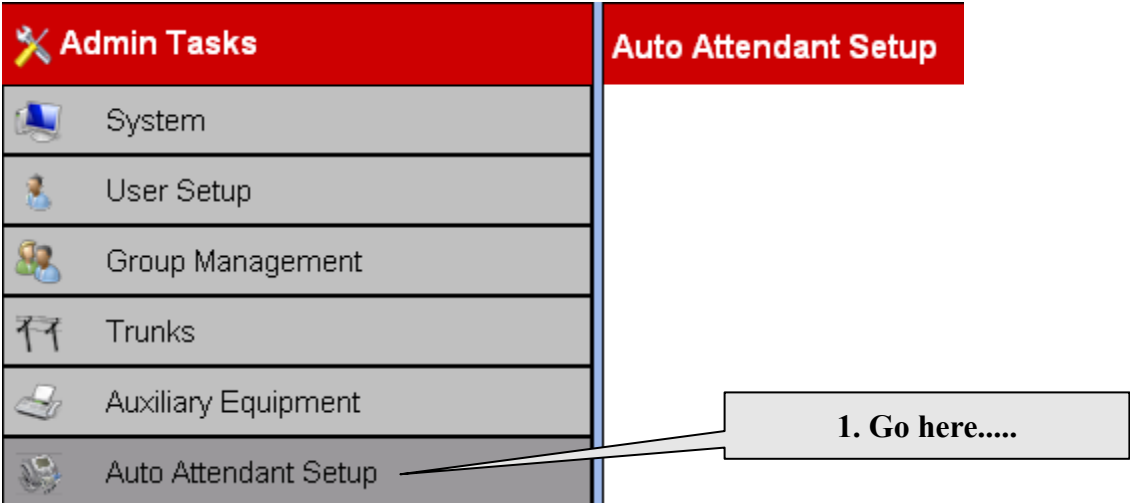 Admin Tasks
Auto Attendant Setup
System
User Setup
Group Management
Trunks
Auxiliary Equipment
Auto Attendant Setup
1. Go here.....